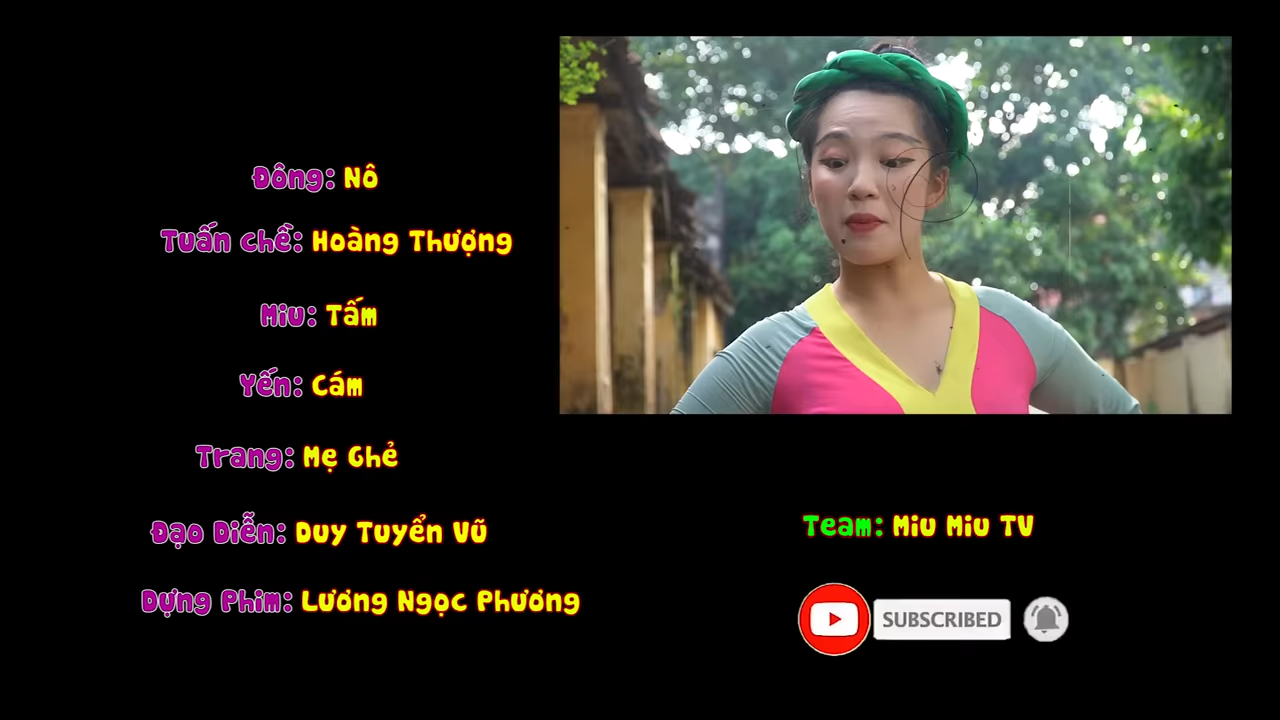 Đông: Nô
Tuấn chề: Hoàng Thượng
Miu: Tấm
Yến: Cám
Trang: Mẹ Ghẻ
Đạo Diễn: Duy Tuyển Vũ
Dựng Phim: Lương Ngọc Phương
Team: Miu Miu TV
SUBSCRIBED